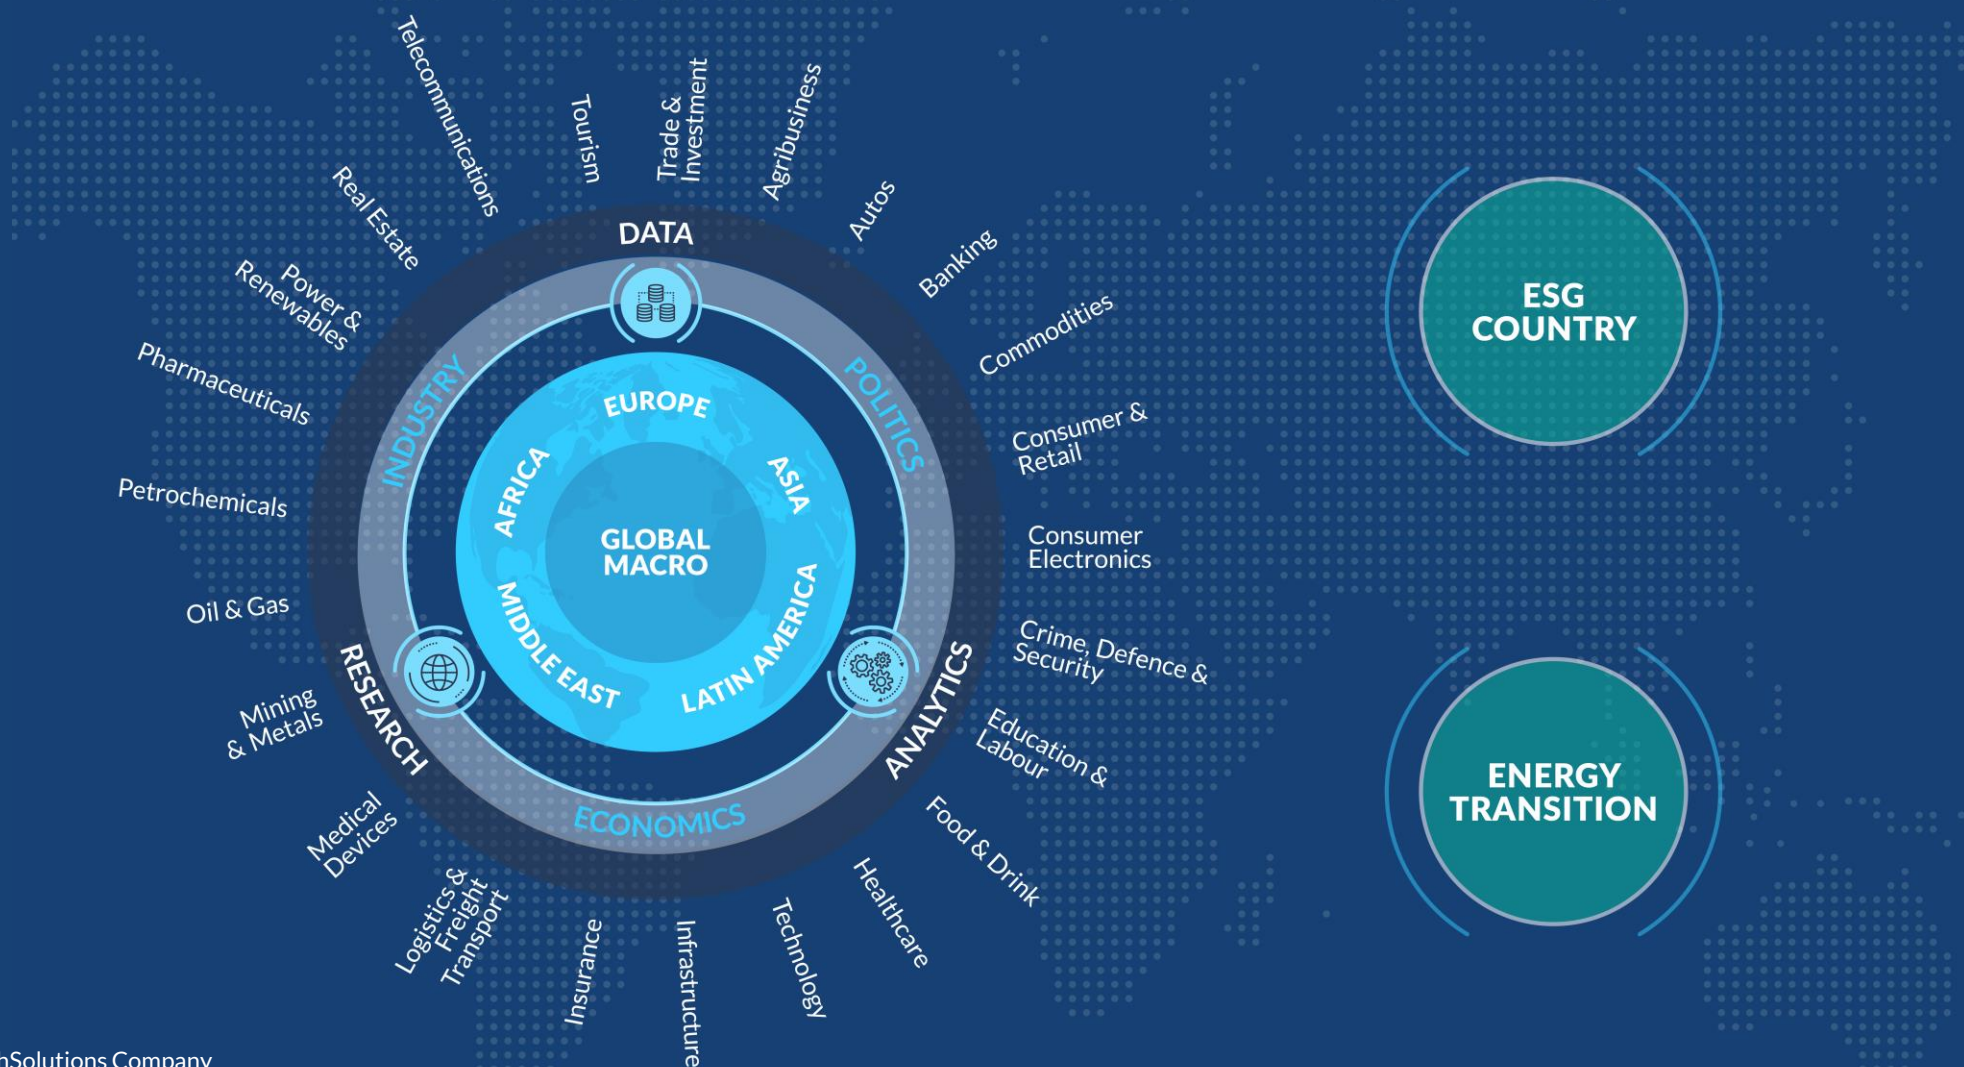 Telecommunications
Tourism
Trade &
Investment
Agribusiness
Autos
Banking
Commodities
Consumer &
Retail
Consumer
Electronics
Crime, Defence &
Security
Education &
Labour
Food & Drink
Healthcare
Technology
Infrastructure
Insurance
Logistics &
Freight
Transport
Medical
Devices
Mining
& Metals
Oil & Gas
Petrochemicals
Pharmaceuticals
Power &
Renewables
Real Estate
DATA
ANALYTICS
RESEARCH
INDUSTRY
POLITICS
ECONOMICS
EUROPE
ASIA
LATIN AMERICA
MIDDLE EAST
AFRICA
GLOBAL
MACRO
ESG
COUNTRY
ENERGY
TRANSITION
Company